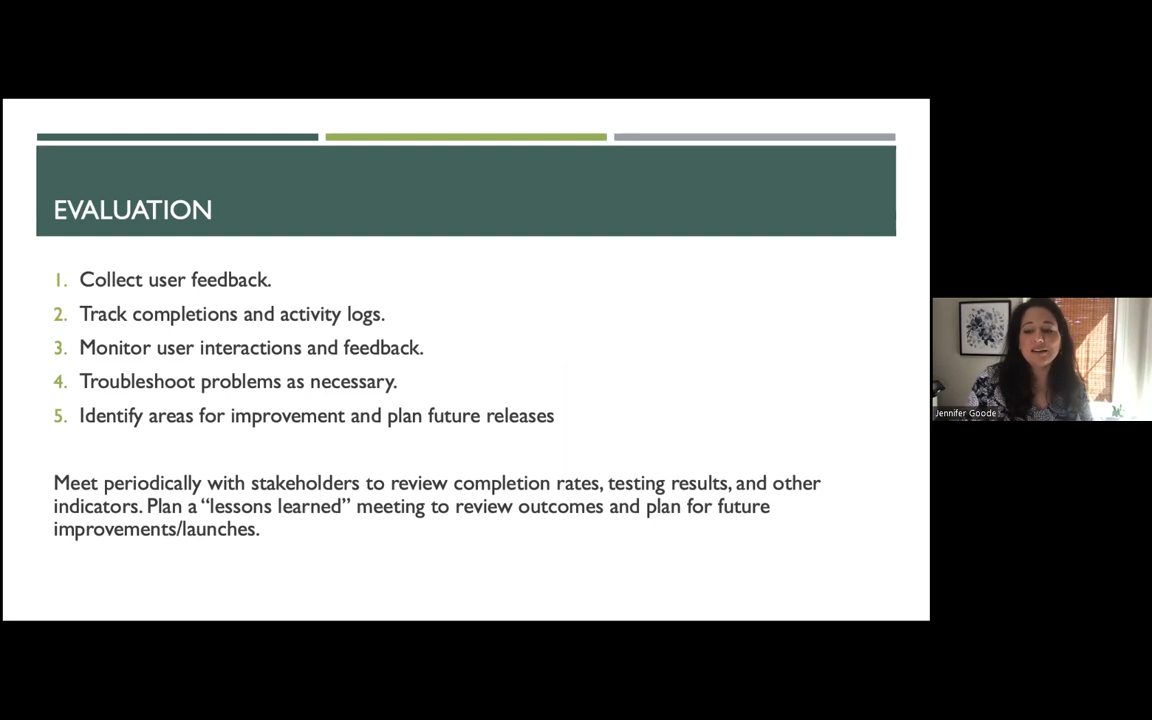 EVALUATION
1. Collect user feedback.
2. Track completions and activity logs.
3. Monitor user interactions and feedback.
4. Troubleshoot problems as necessary.
5. Identify areas for improvement and plan future releases
Meet periodically with stakeholders to review completion rates, testing results, and other
indicators. Plan a “lessons learned” meeting to review outcomes and plan for future
improvements/launches.
Jennifer Goode